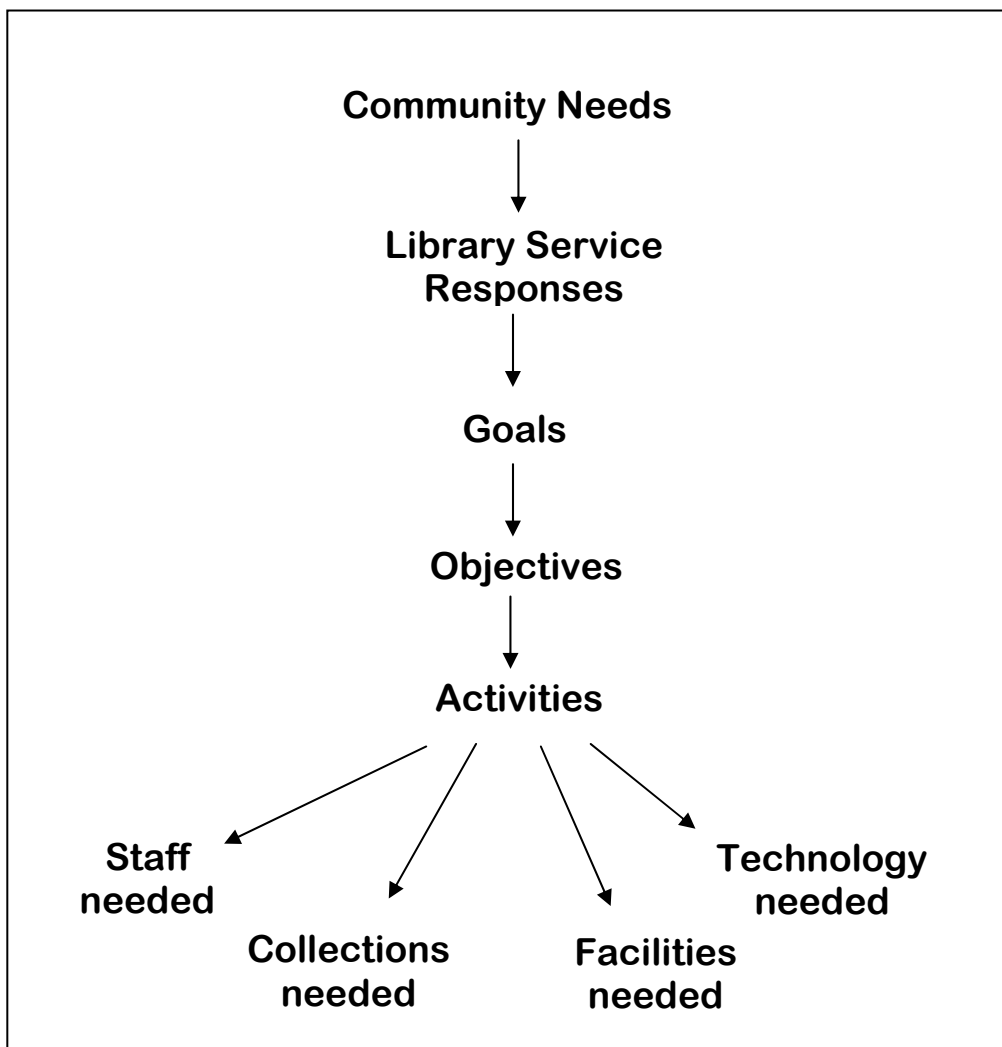 Community Needs
Library Service
Responses
Goals
Objectives
Activities
Staff
needed
Collections
needed
Facilities
needed
Technology
needed